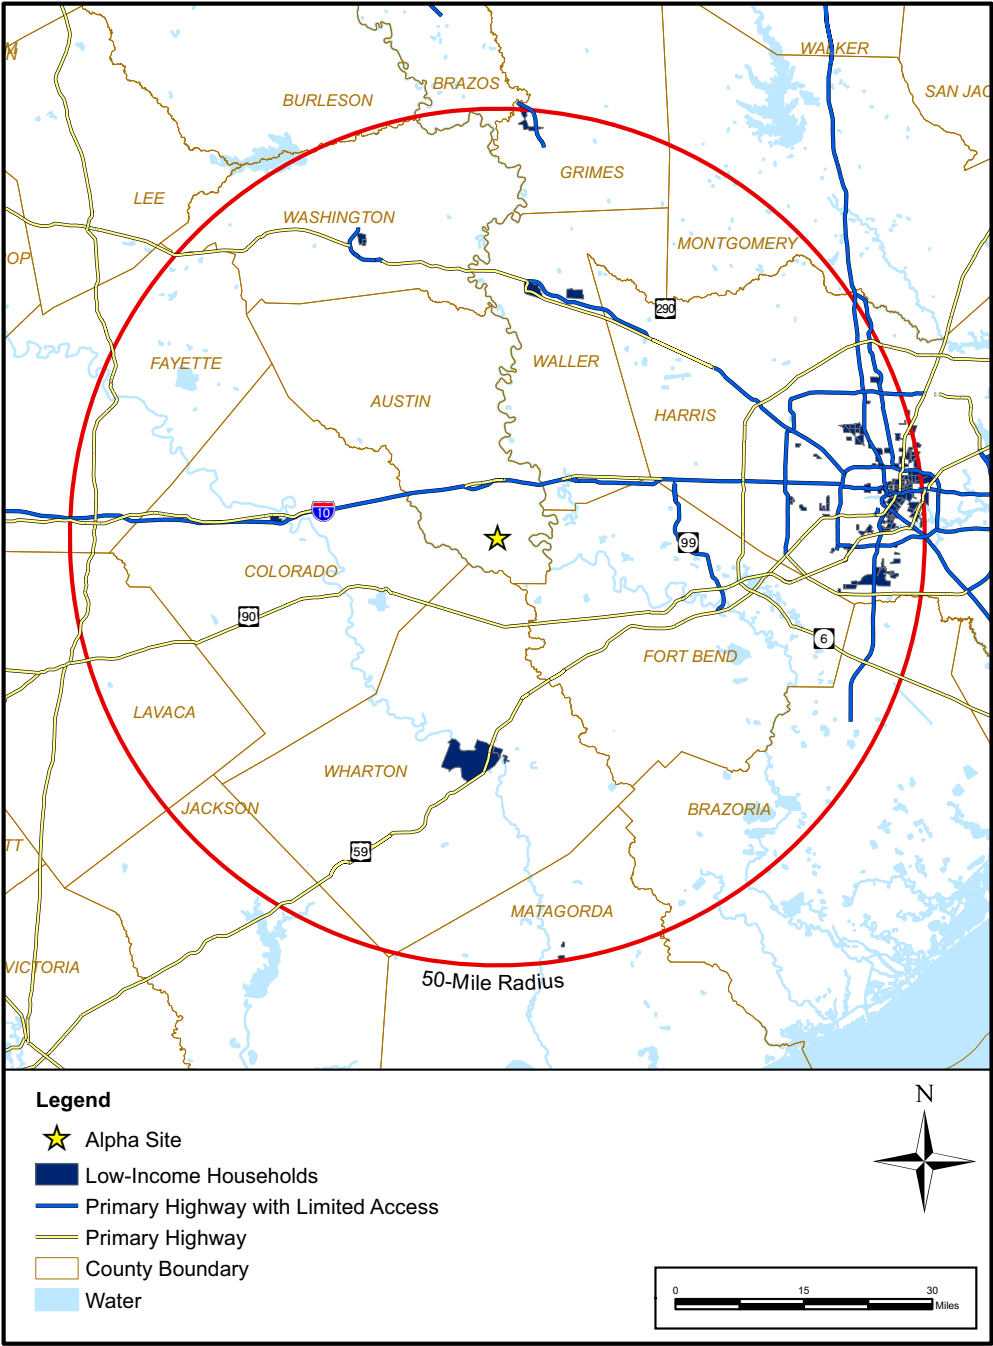 WALKER
BRAZOS
SAN JAC
BURLESON
GRIMES
LEE
WASHINGTON
MONTGOMERY
OP
290
FAYETTE
WALLER
AUSTIN
HARRIS
10
99
COLORADO
90
6
FORT BEND
LAVACA
WHARTON
JACKSON
BRAZORIA
TT
59
MATAGORDA
VICTORIA
50-Mile Radius
Legend
N
Alpha Site
Low-Income Households
Primary Highway with Limited Access
Primary Highway
County Boundary
Water
0 15 30
Miles